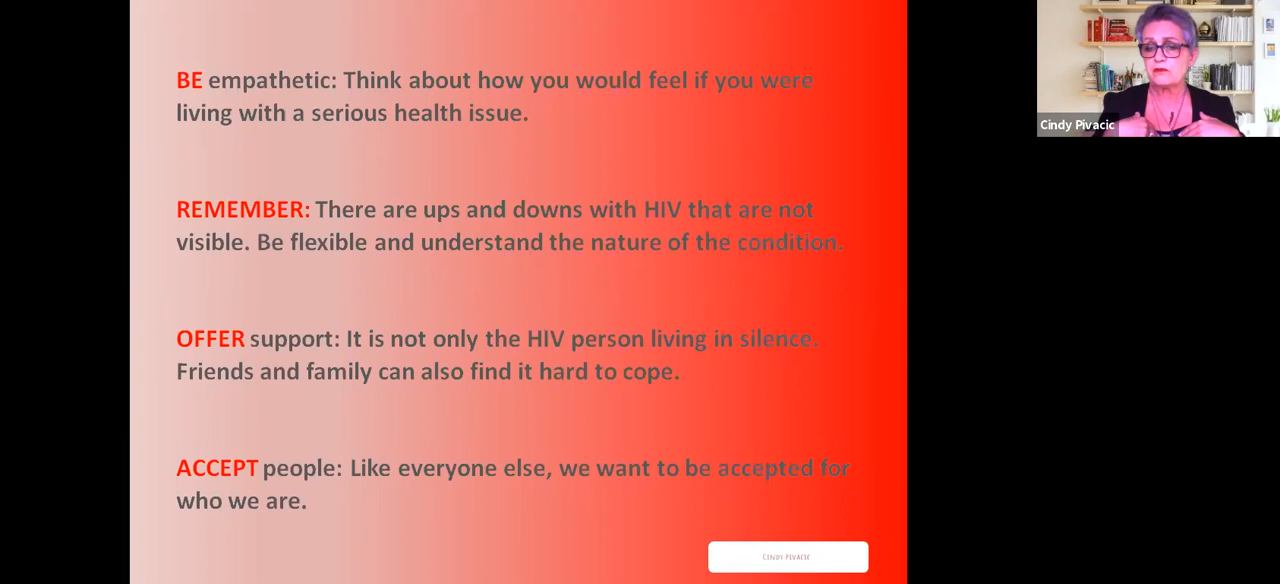 BE empathetic: Think about how you would feel if you were
living with a serious health issue.
REMEMBER: There are ups and downs with HIV that are not
visible. Be flexible and understand the nature of the condition.
OFFER support: It is not only the HIV person living in silence.
Friends and family can also find it hard to cope.
ACCEPT people: Like everyone else, we want to be accepted for
who we are.
Cindy Pivacic
Cindy Pivacic